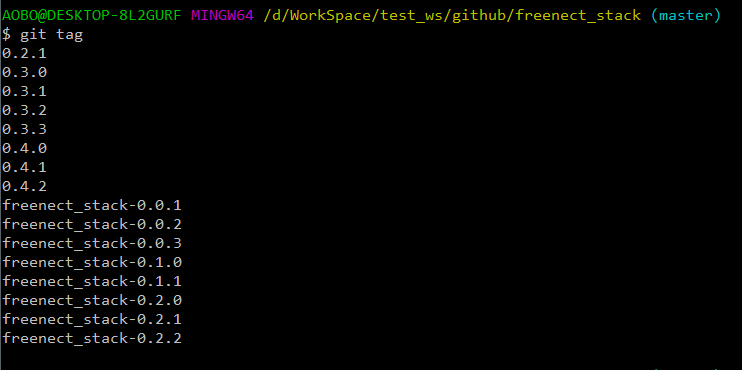 AOBO@DESKTOP-8L2GURF MINGW64 /d/WorkSpace/test_ws/github/freenect_stack (master)
$ git tag
0.2.1
0.3.0
0.3.1
0.3.2
0.3.3
0.4.0
0.4.1
0.4.2
freenect_stack-0.0.1
freenect_stack-0.0.2
freenect_stack-0.0.3
freenect_stack-0.1.0
freenect_stack-0.1.1
freenect_stack-0.2.0
freenect_stack-0.2.1
freenect_stack-0.2.2